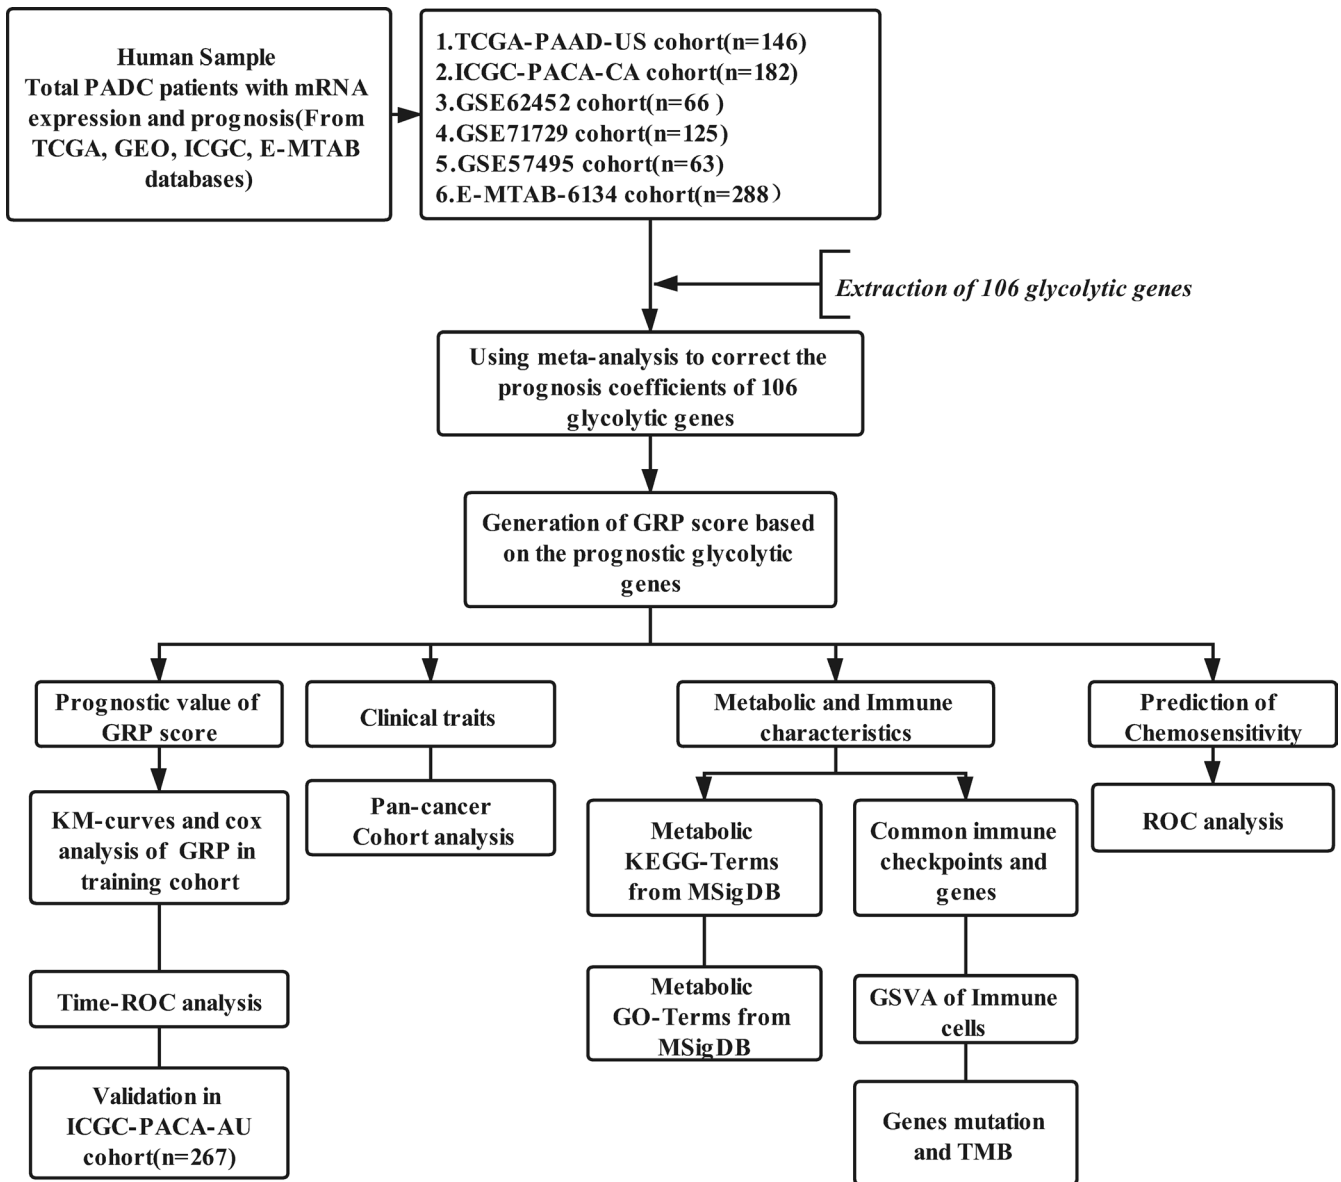 Human Sample
Total PADC patients with mRNA
expression and prognosis(From
TCGA, GEO, ICGC, E-MTAB
databases)
1.TCGA-PAAD-US cohort(n=146)
2.ICGC-PACA-CA cohort(n=182)
3.GSE62452 cohort(n=66 )
4.GSE71729 cohort(n=125)
5.GSE57495 cohort(n=63)
6.E-MTAB-6134 cohort(n=288）
Extraction of 106 glycolytic genes
Using meta-analysis to correct the
prognosis coefficients of 106
glycolytic genes
Generation of GRP score based
on the prognostic glycolytic
genes
Prognostic value of
GRP score
KM-curves and cox
analysis of GRP in
training cohort
Time-ROC analysis
Validation in
ICGC-PACA-AU
cohort(n=267)
Clinical traits
Pan-cancer
Cohort analysis
Metabolic and Immune
characteristics
Metabolic
KEGG-Terms
from MSigDB
Metabolic
GO-Terms from
MSigDB
Common immune
checkpoints and
genes
GSVA of Immune
cells
Genes mutation
and TMB
Prediction of
Chemosensitivity
ROC analysis